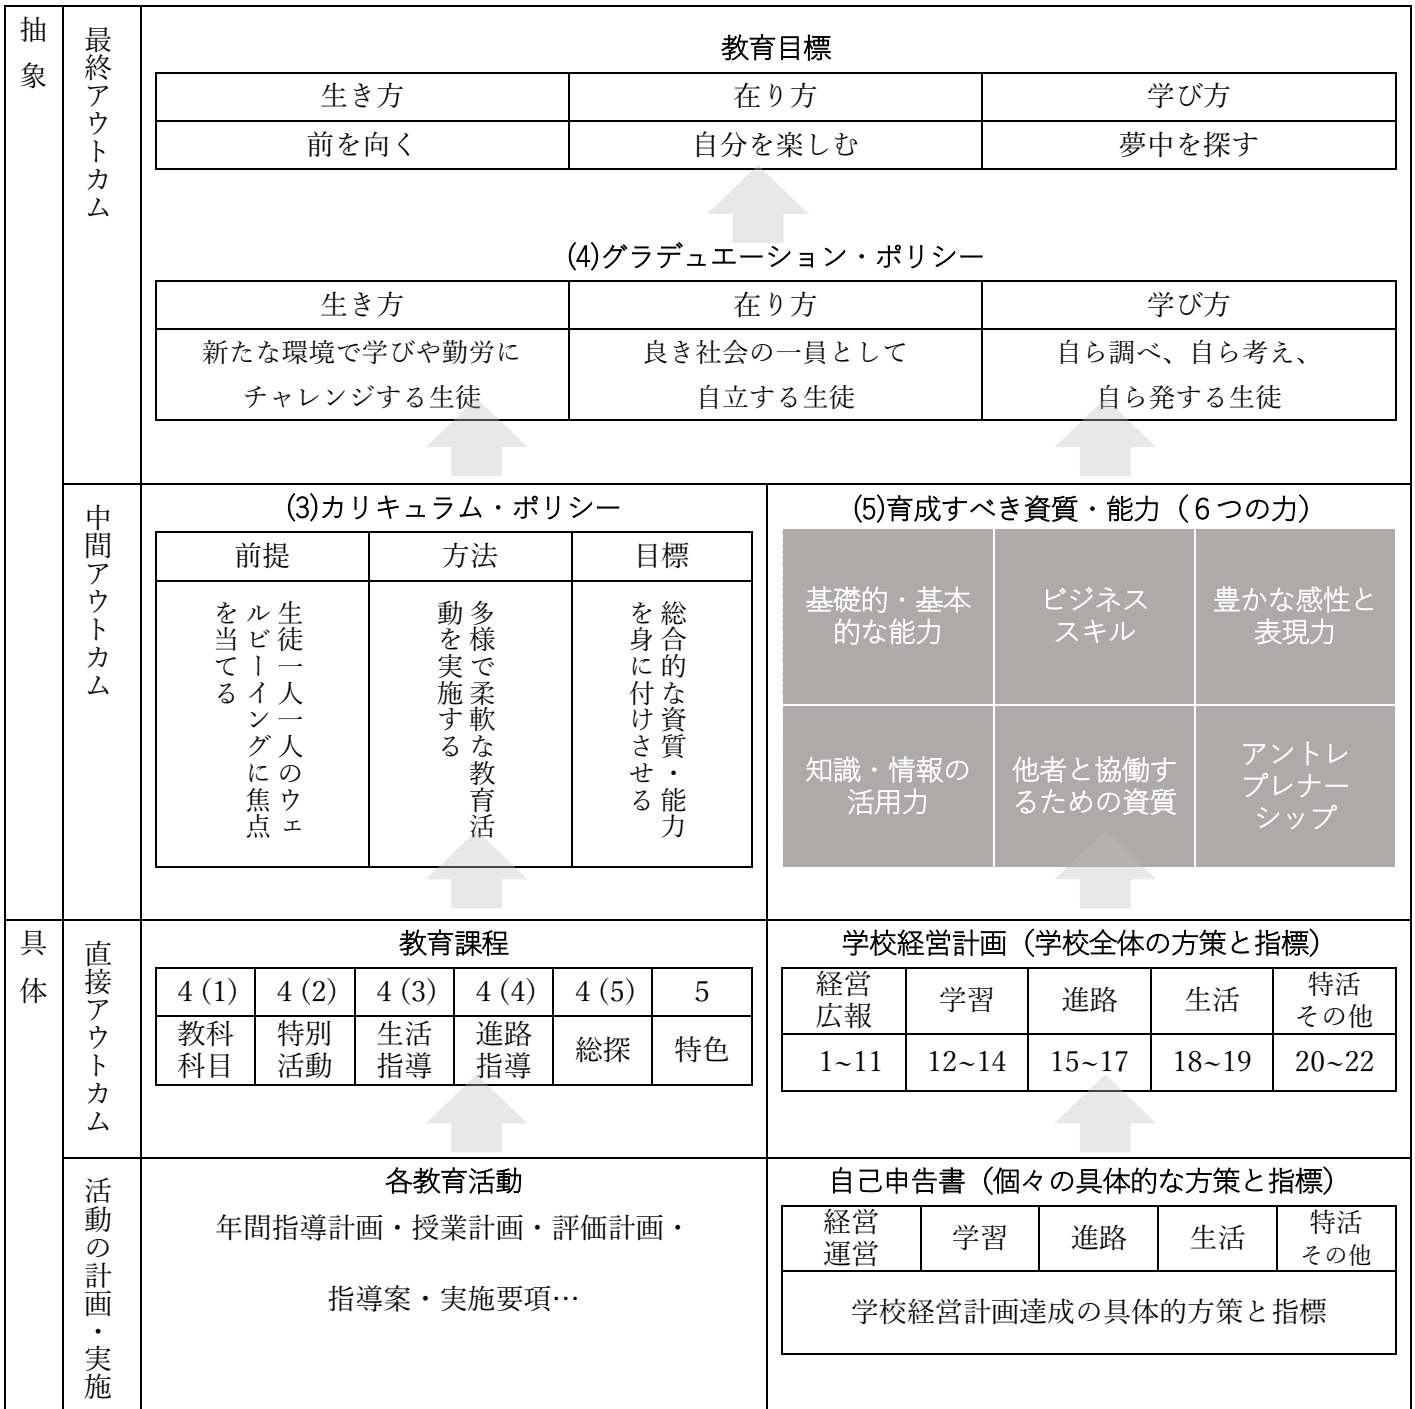 抽象
最終アウトカム
教育目標
生き方 在り方 学び方
前を向く 自分を楽しむ 夢中を探す
(4)グラデュエーション・ポリシー
生き方 在り方 学び方
新たな環境で学びや勤労に
チャレンジする生徒
良き社会の一員として
自立する生徒
自ら調べ、自ら考え、
自ら発する生徒
中間アウトカム
(3)カリキュラム・ポリシー
前提 方法 目標
生徒一人一人のウェ
ルビーイングに焦点
を当てる
多様で柔軟な教育活
動を実施する
総合的な資質・能力
を身に付けさせる
(5)育成すべき資質・能力（６つの力）
基礎的・基本
的な能力
ビジネス
スキル
豊かな感性と
表現力
知識・情報の
活用力
他者と協働す
るための資質
アントレ
プレナー
シップ
具体
直接アウトカム
教育課程
4 (1) 4 (2) 4 (3) 4 (4) 4 (5) 5
教科
科目
特別
活動
生活
指導
進路
指導
総探
特色
学校経営計画（学校全体の方策と指標）
経営
広報
学習
進路
生活
特活
その他
1~11 12~14 15~17 18~19 20~22
活動の計画・実施
各教育活動
年間指導計画・授業計画・評価計画・
指導案・実施要項…
自己申告書（個々の具体的な方策と指標）
経営
運営
学習
進路
生活
特活
その他
学校経営計画達成の具体的方策と指標